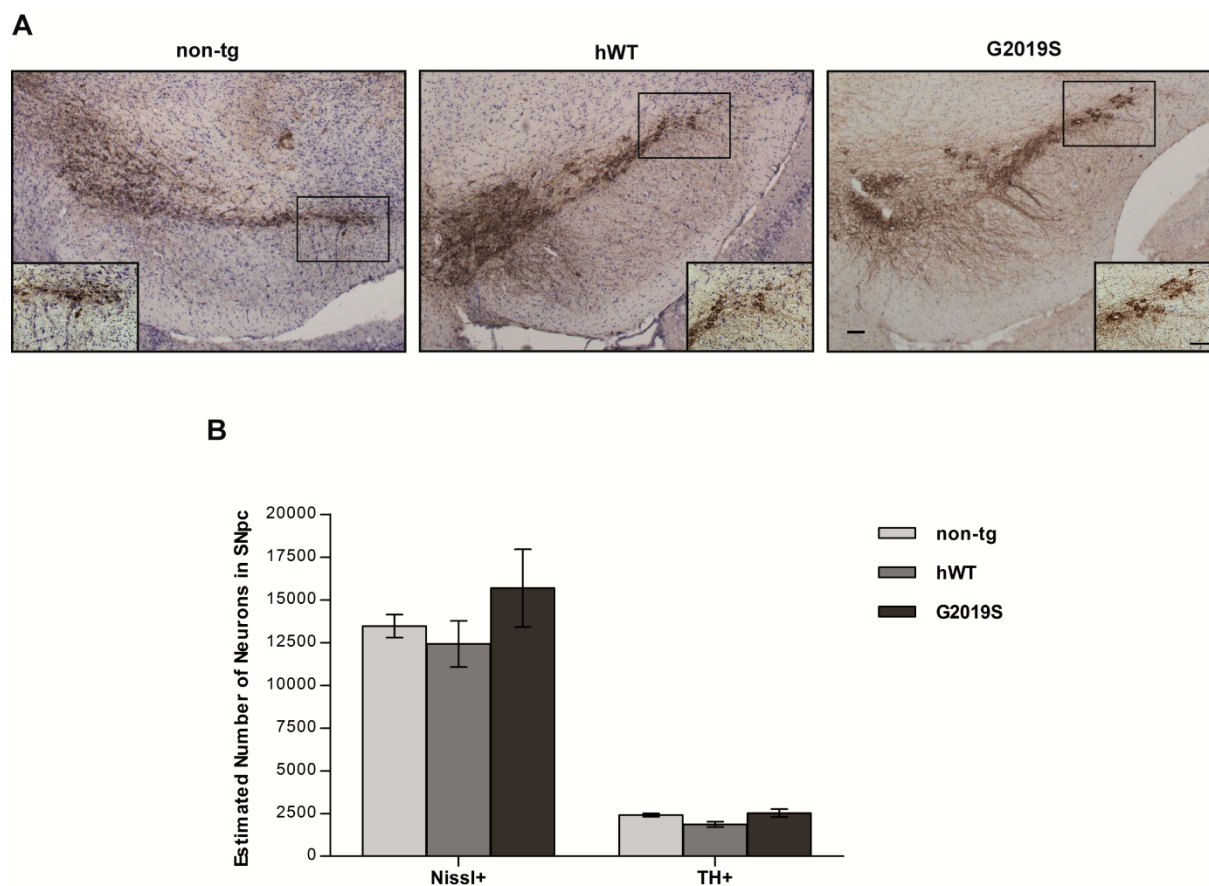 A
non-tg
hWT
G2019S
B
Estimated Number of Neurons in SNpc
20000
17500
15000
12500
10000
7500
5000
2500
0
Nissl+
TH+
non-tg
hWT
G2019S